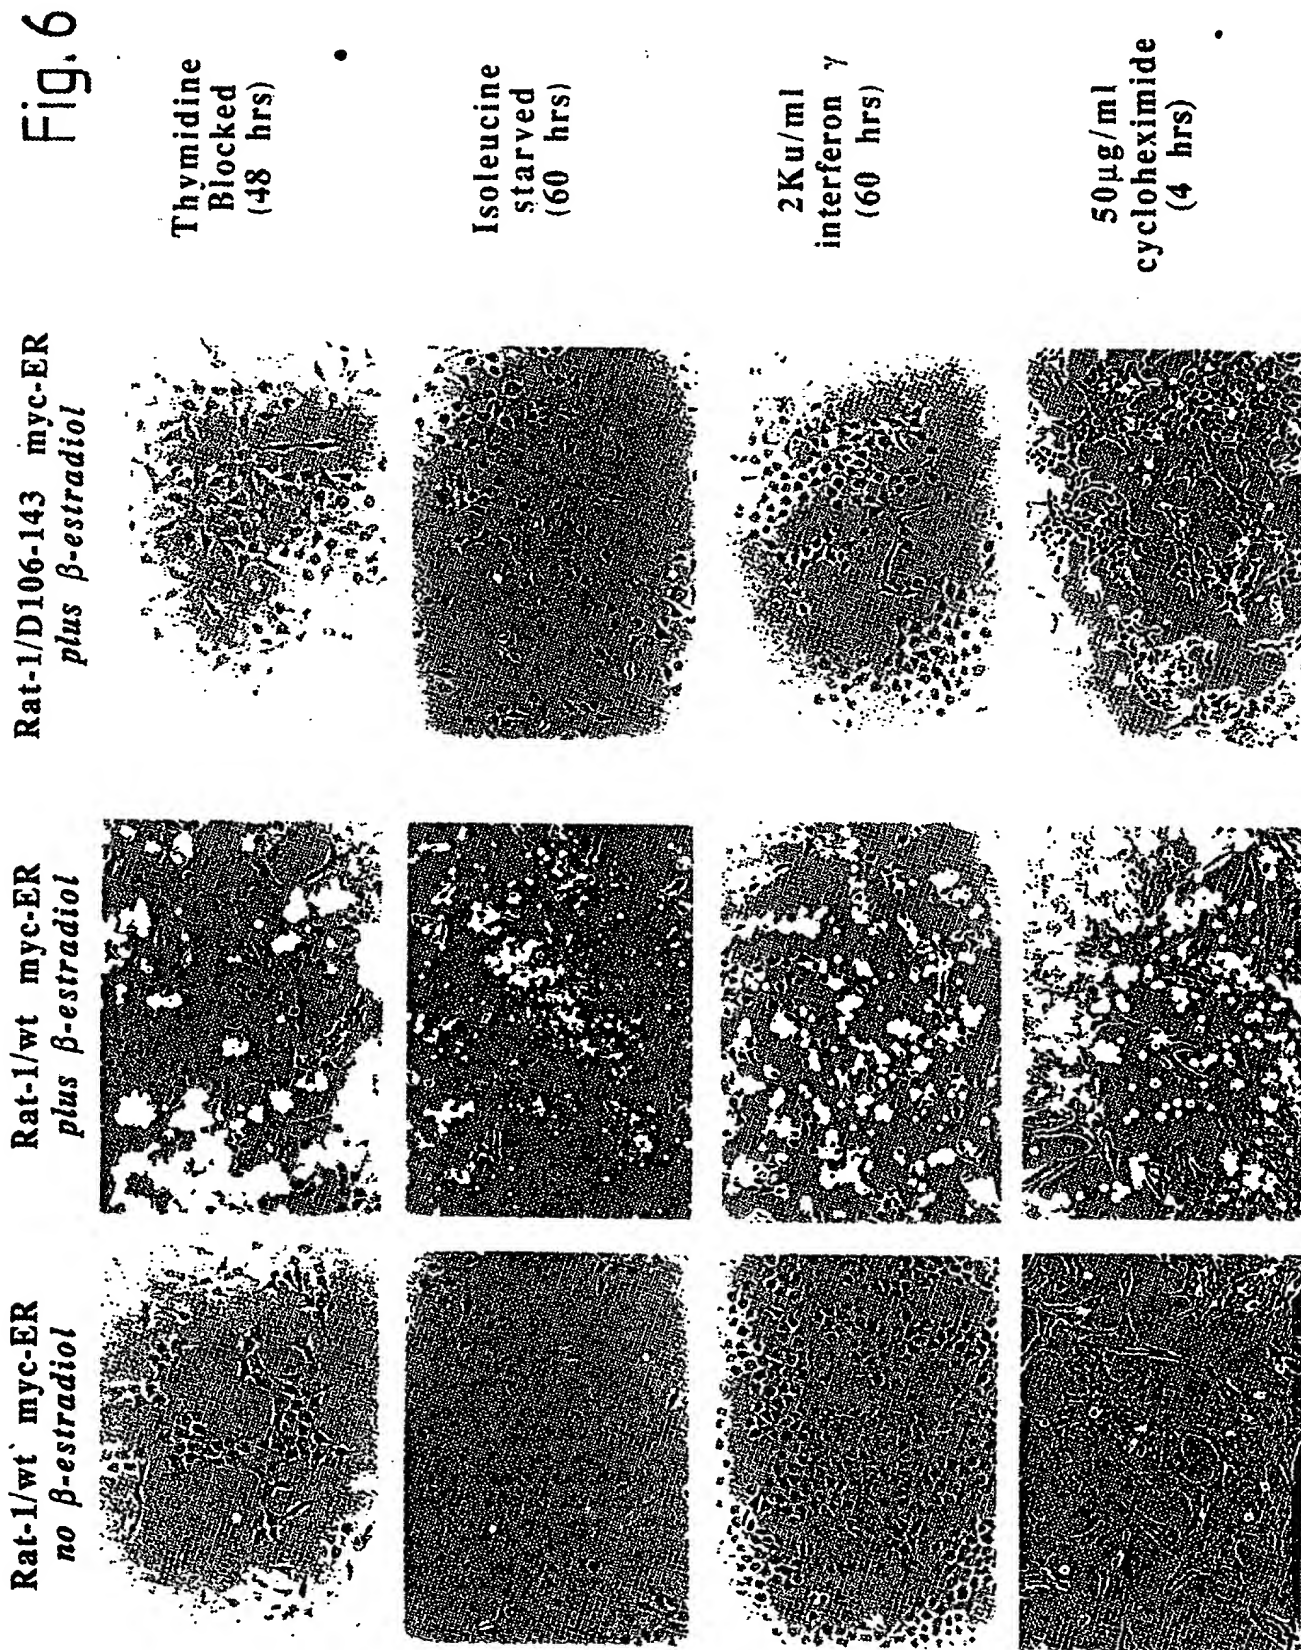 Fig. 6
Rat-1/wt myc-ER
no β-estradiol
Rat-1/wt myc-ER
plus β-estradiol
Rat-1/D106-143 myc-ER
plus β-estradiol
Thymidine
Blocked
(48 hrs)
Isoleucine
starved
(60 hrs)
2Ku/ml
interferon γ
(60 hrs)
50µg/ml
cycloheximide
(4 hrs)